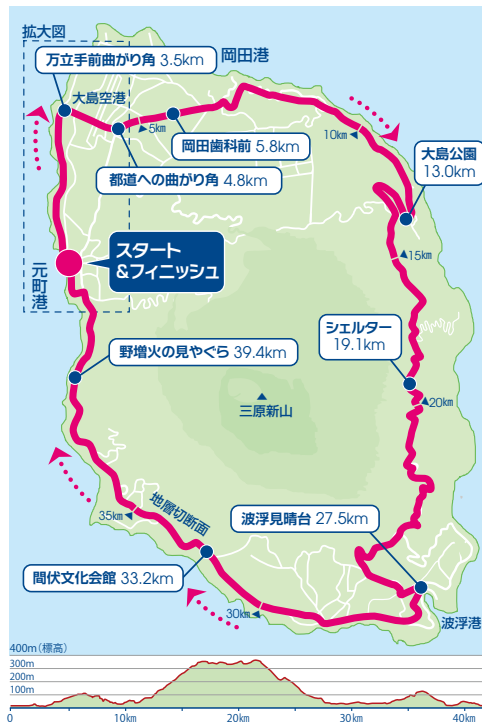 拡大図
万立手前曲がり角 3.5km
岡田港
大島空港
5km
10km
岡田歯科前 5.8km
大島公園
13.0km
都道への曲がり角 4.8km
スタート
&フィニッシュ
15km
元町港
シェルター
19.1km
野増火の見やぐら 39.4km
20km
三原新山
地層切断面
35km
波浮見晴台 27.5km
間伏文化会館 33.2km
30km
波浮港
400m(標高)
300m
200m
100m
0 10km 20km 30km 40km